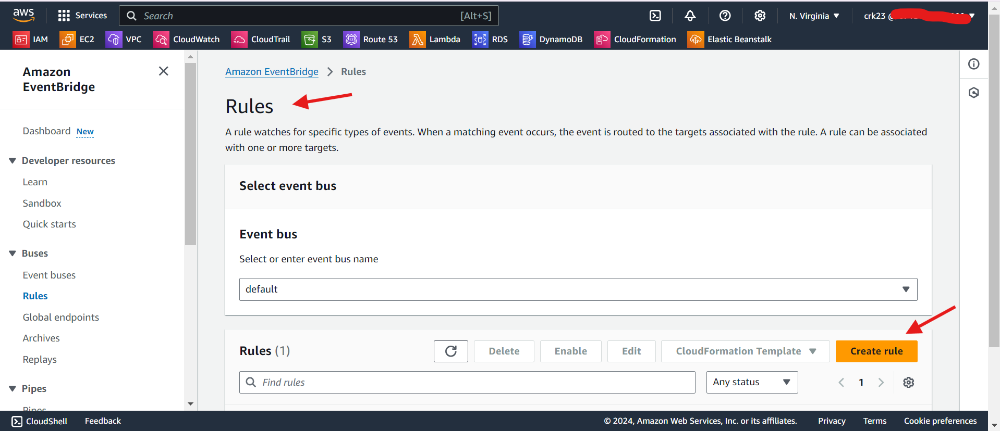 aws
Services
Search
[Alt+S]
N. Virginia
crk23 @
IAM
EC2
VPC
CloudWatch
CloudTrail
S3
Route 53
Lambda
RDS
DynamoDB
CloudFormation
Elastic Beanstalk
Amazon
EventBridge
Dashboard New
Developer resources
Learn
Sandbox
Quick starts
Buses
Event buses
Rules
Global endpoints
Archives
Replays
Pipes
Pipes
Amazon EventBridge
Rules
Rules
A rule watches for specific types of events. When a matching event occurs, the event is routed to the targets associated with the rule. A rule can be associated
with one or more targets.
Select event bus
Event bus
Select or enter event bus name
default
Rules (1)
Delete
Enable
Edit
CloudFormation Template
Create rule
Find rules
Any status
1
CloudShell
Feedback
© 2024, Amazon Web Services, Inc. or its affiliates.
Privacy
Terms
Cookie preferences